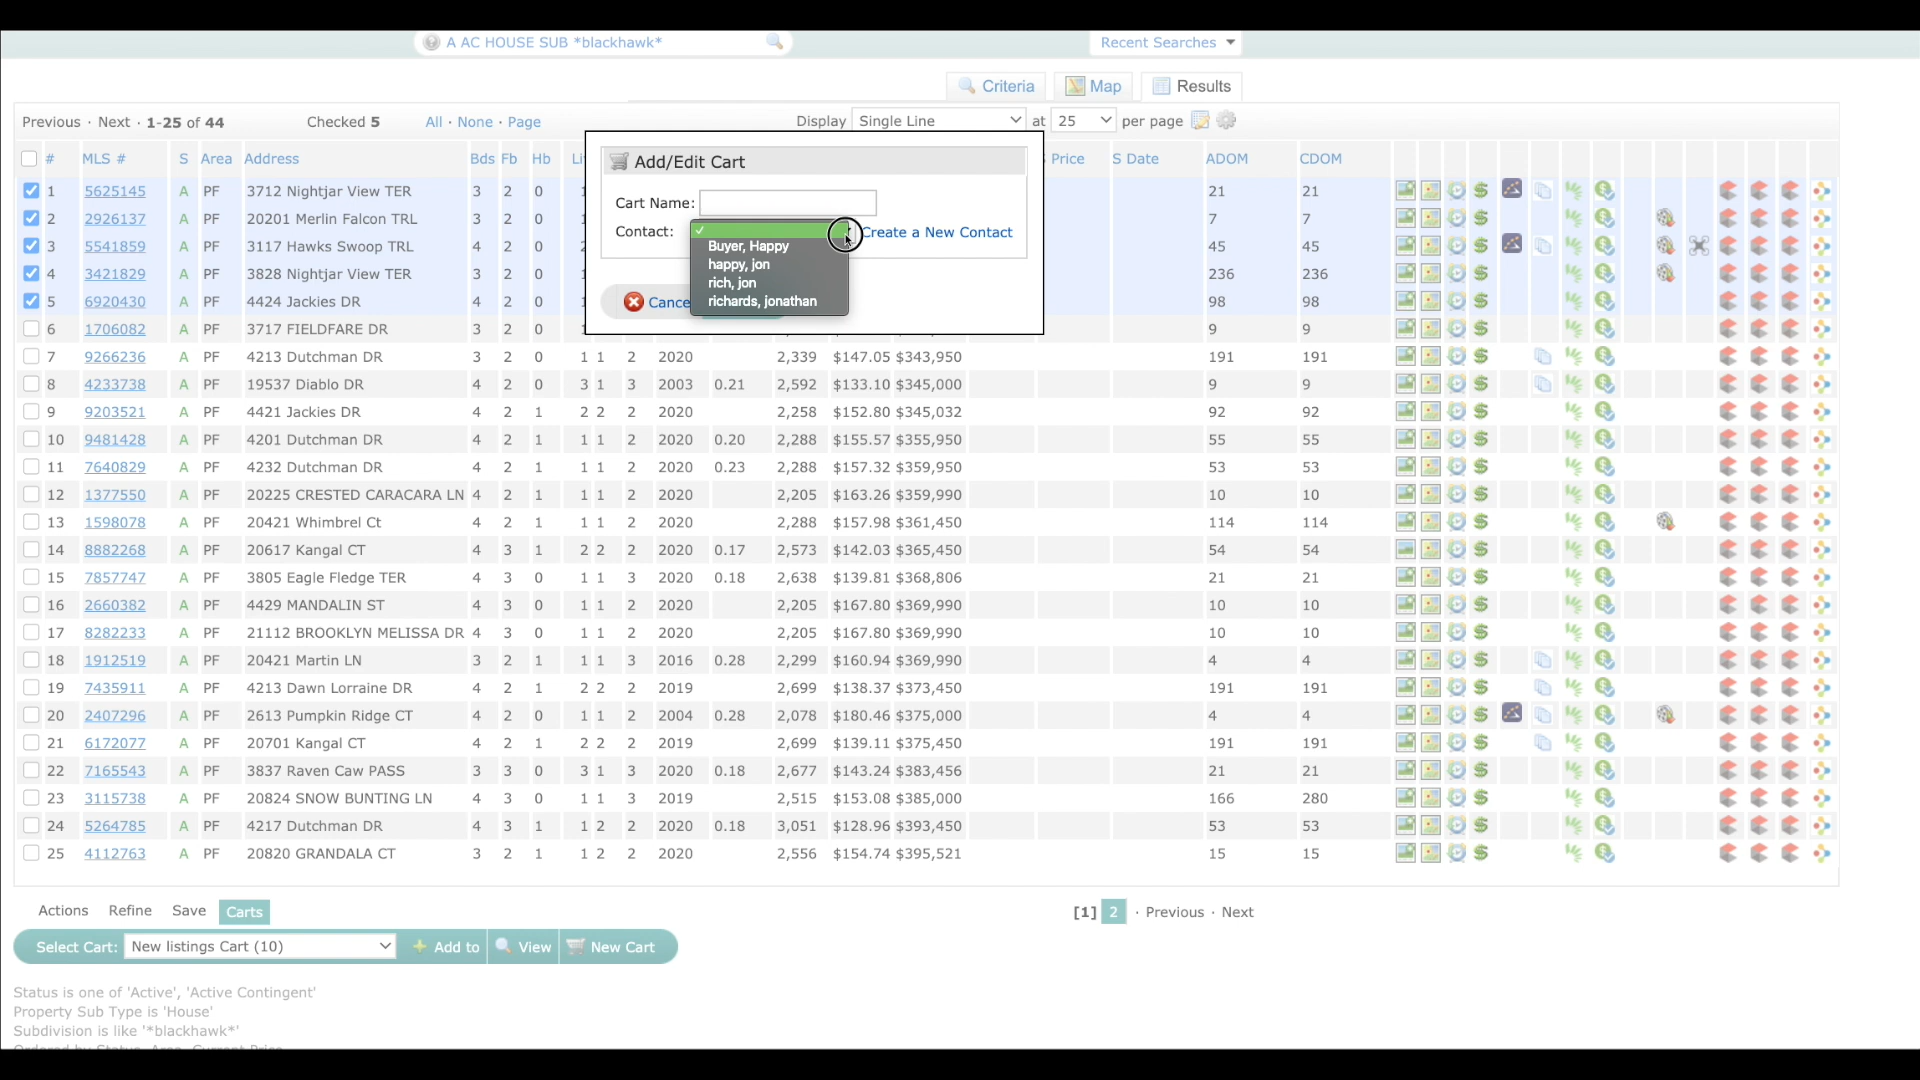 A AC HOUSE SUB *blackhawk*
Recent Searches
Criteria Map Results
Previous · Next · 1-25 of 44 Checked 5 All · None · Page Display Single Line at 25 per page
# MLS # S Area Address Bds Fb Hb Price S Date ADOM CDOM
Add/Edit Cart
Cart Name:
Contact: Create a New Contact
Buyer, Happy
happy, jon
rich, jon
richards, jonathan
1 5625145 A PF 3712 Nightjar View TER 3 2 0 21 21
2 2926137 A PF 20201 Merlin Falcon TRL 3 2 0 7 7
3 5541859 A PF 3117 Hawks Swoop TRL 4 2 0 45 45
4 3421829 A PF 3828 Nightjar View TER 3 2 0 236 236
5 6920430 A PF 4424 Jackies DR 4 2 0 98 98
6 1706082 A PF 3717 FIELDFARE DR 3 2 0 9 9
7 9266236 A PF 4213 Dutchman DR 3 2 0 1 1 2 2020 2,339 $147.05 $343,950 191 191
8 4233738 A PF 19537 Diablo DR 4 2 0 3 1 3 2003 0.21 2,592 $133.10 $345,000 9 9
9 9203521 A PF 4421 Jackies DR 4 2 1 2 2 2 2020 2,258 $152.80 $345,032 92 92
10 9481428 A PF 4201 Dutchman DR 4 2 1 1 1 2 2020 0.20 2,288 $155.57 $355,950 55 55
11 7640829 A PF 4232 Dutchman DR 4 2 1 1 1 2 2020 0.23 2,288 $157.32 $359,950 53 53
12 1377550 A PF 20225 CRESTED CARACARA LN 4 2 1 1 1 2 2020 2,205 $163.26 $359,990 10 10
13 1598078 A PF 20421 Whimbrel Ct 4 2 1 1 1 2 2020 2,288 $157.98 $361,450 114 114
14 8882268 A PF 20617 Kangal CT 4 3 1 2 2 2 2020 0.17 2,573 $142.03 $365,450 54 54
15 7857747 A PF 3805 Eagle Fledge TER 4 3 0 1 1 3 2020 0.18 2,638 $139.81 $368,806 21 21
16 2660382 A PF 4429 MANDALIN ST 4 3 0 1 1 2 2020 2,205 $167.80 $369,990 10 10
17 8282233 A PF 21112 BROOKLYN MELISSA DR 4 3 0 1 1 2 2020 2,205 $167.80 $369,990 10 10
18 1912519 A PF 20421 Martin LN 3 2 1 1 1 3 2016 0.28 2,299 $160.94 $369,990 4 4
19 7435911 A PF 4213 Dawn Lorraine DR 4 2 1 2 2 2 2019 2,699 $138.37 $373,450 191 191
20 2407296 A PF 2613 Pumpkin Ridge CT 4 2 0 1 1 2 2004 0.28 2,078 $180.46 $375,000 4 4
21 6172077 A PF 20701 Kangal CT 4 2 1 2 2 2 2019 2,699 $139.11 $375,450 191 191
22 7165543 A PF 3837 Raven Caw PASS 3 3 0 3 1 3 2020 0.18 2,677 $143.24 $383,456 21 21
23 3115738 A PF 20824 SNOW BUNTING LN 4 3 0 1 1 3 2019 2,515 $153.08 $385,000 166 280
24 5264785 A PF 4217 Dutchman DR 4 3 1 1 2 2 2020 0.18 3,051 $128.96 $393,450 53 53
25 4112763 A PF 20820 GRANDALA CT 3 2 1 1 2 2 2020 2,556 $154.74 $395,521 15 15
Actions Refine Save Carts [1] 2 · Previous · Next
Select Cart: New listings Cart (10) Add to View New Cart
Status is one of 'Active', 'Active Contingent'
Property Sub Type is 'House'
Subdivision is like '*blackhawk*'